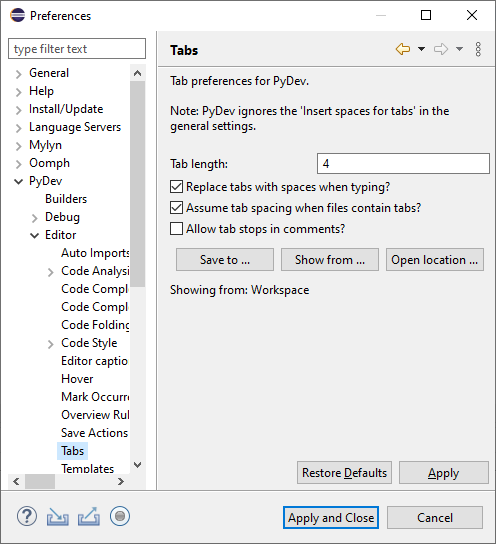 Preferences
type filter text
General
Help
Install/Update
Language Servers
Mylyn
Oomph
PyDev
Builders
Debug
Editor
Auto Imports
Code Analysi
Code Compl
Code Compl
Code Folding
Code Style
Editor captio
Hover
Mark Occurr
Overview Rul
Save Actions
Tabs
Templates
Tabs
Tab preferences for PyDev.
Note: PyDev ignores the 'Insert spaces for tabs' in the
general settings.
Tab length: 4
Replace tabs with spaces when typing?
Assume tab spacing when files contain tabs?
Allow tab stops in comments?
Save to ... Show from ... Open location ...
Showing from: Workspace
Restore Defaults Apply
Apply and Close Cancel